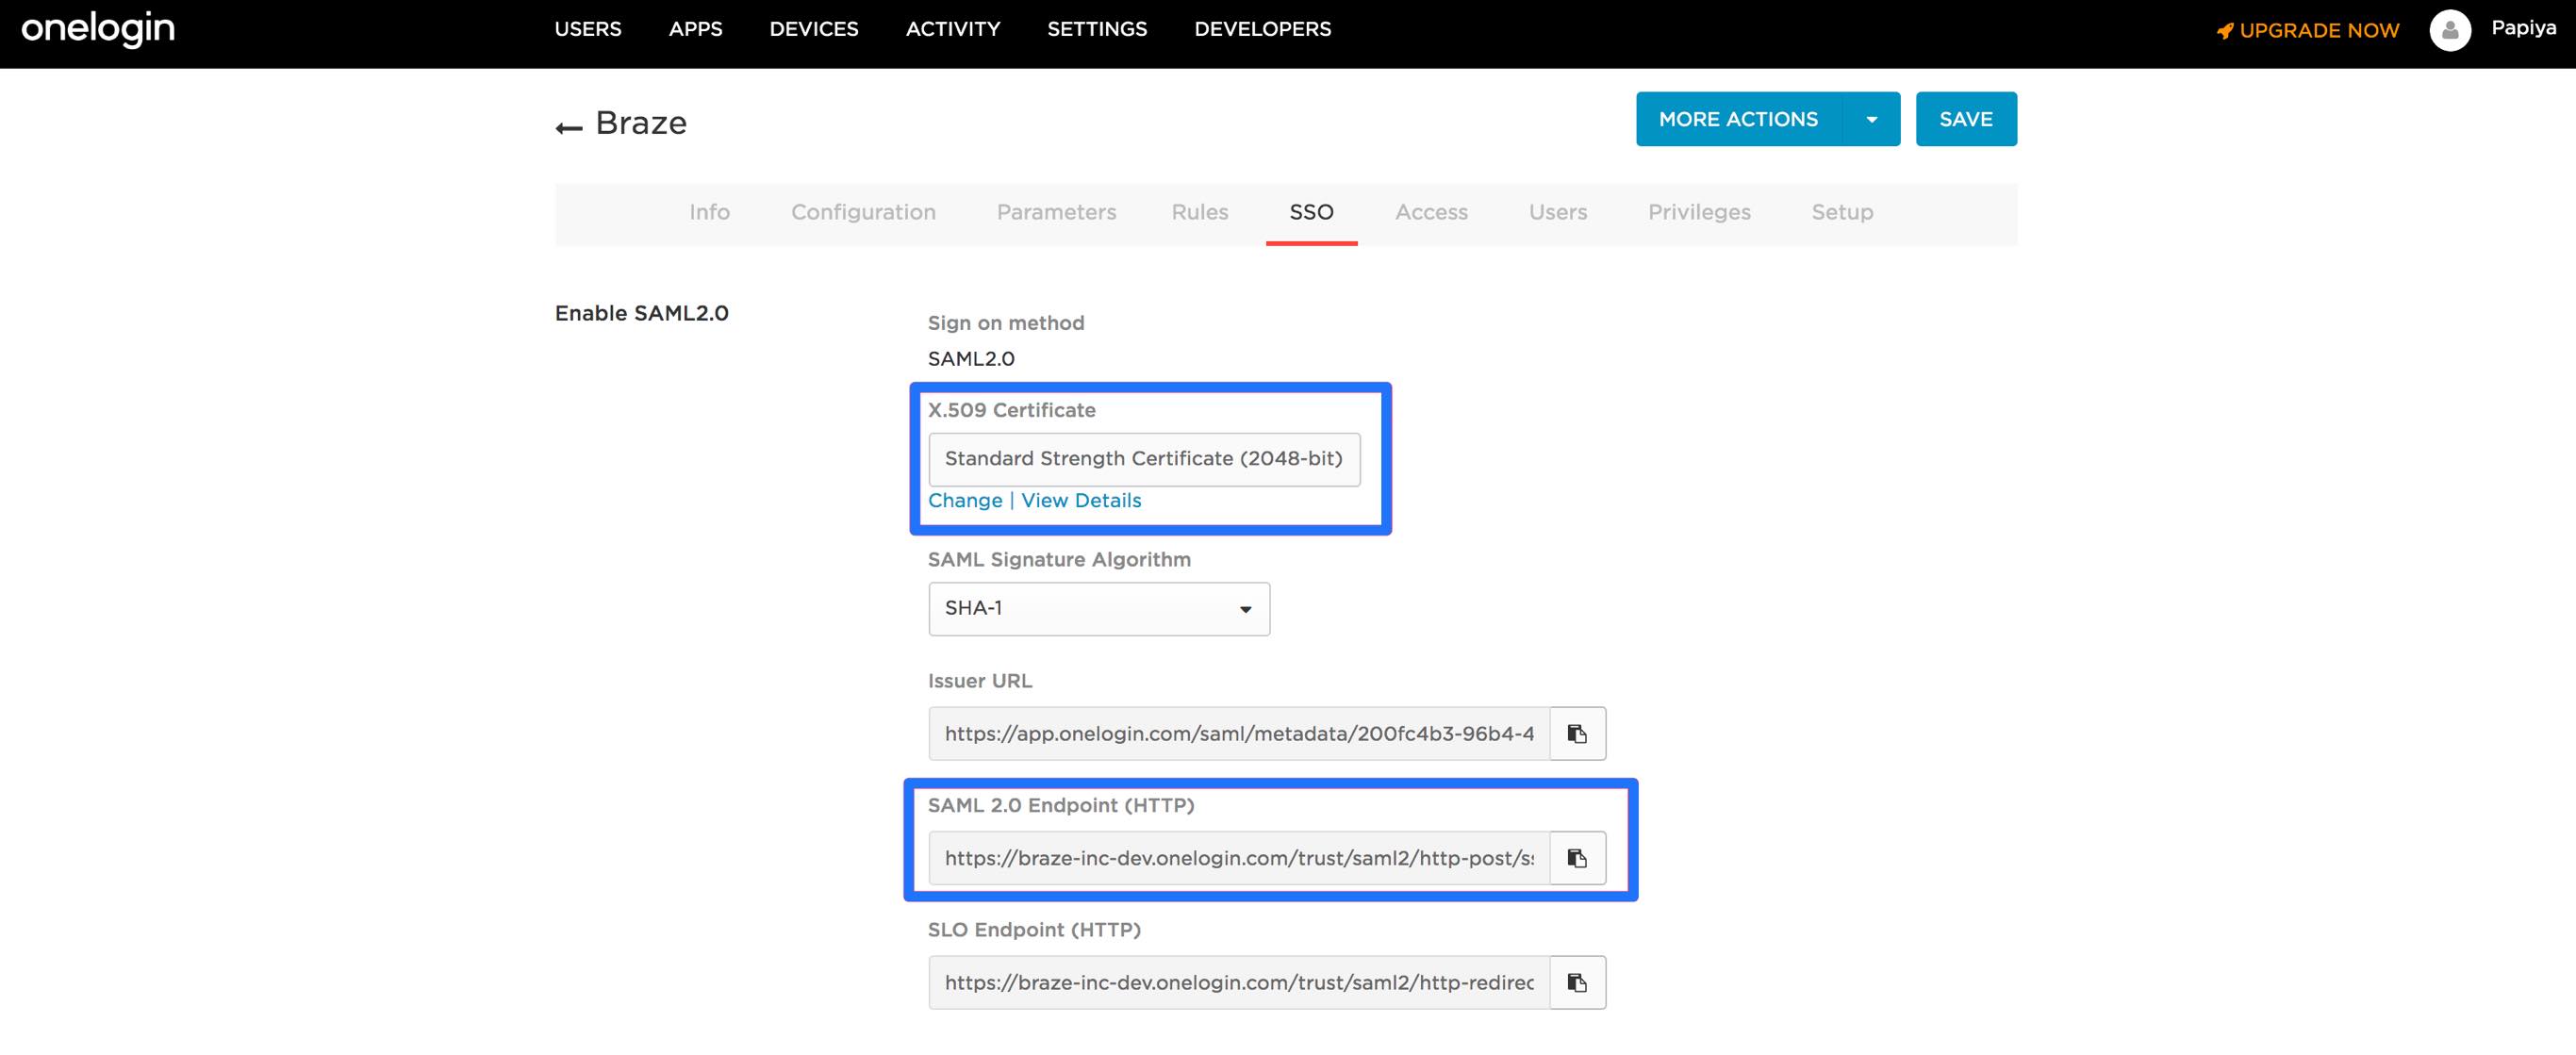 onelogin
USERS APPS DEVICES ACTIVITY SETTINGS DEVELOPERS
UPGRADE NOW
Papiya
Braze
MORE ACTIONS
SAVE
Info Configuration Parameters Rules SSO Access Users Privileges Setup
Enable SAML2.0
Sign on method
SAML2.0
X.509 Certificate
Standard Strength Certificate (2048-bit)
Change | View Details
SAML Signature Algorithm
SHA-1
Issuer URL
https://app.onelogin.com/saml/metadata/200fc4b3-96b4-4
SAML 2.0 Endpoint (HTTP)
https://braze-inc-dev.onelogin.com/trust/saml2/http-post/s
SLO Endpoint (HTTP)
https://braze-inc-dev.onelogin.com/trust/saml2/http-redirec